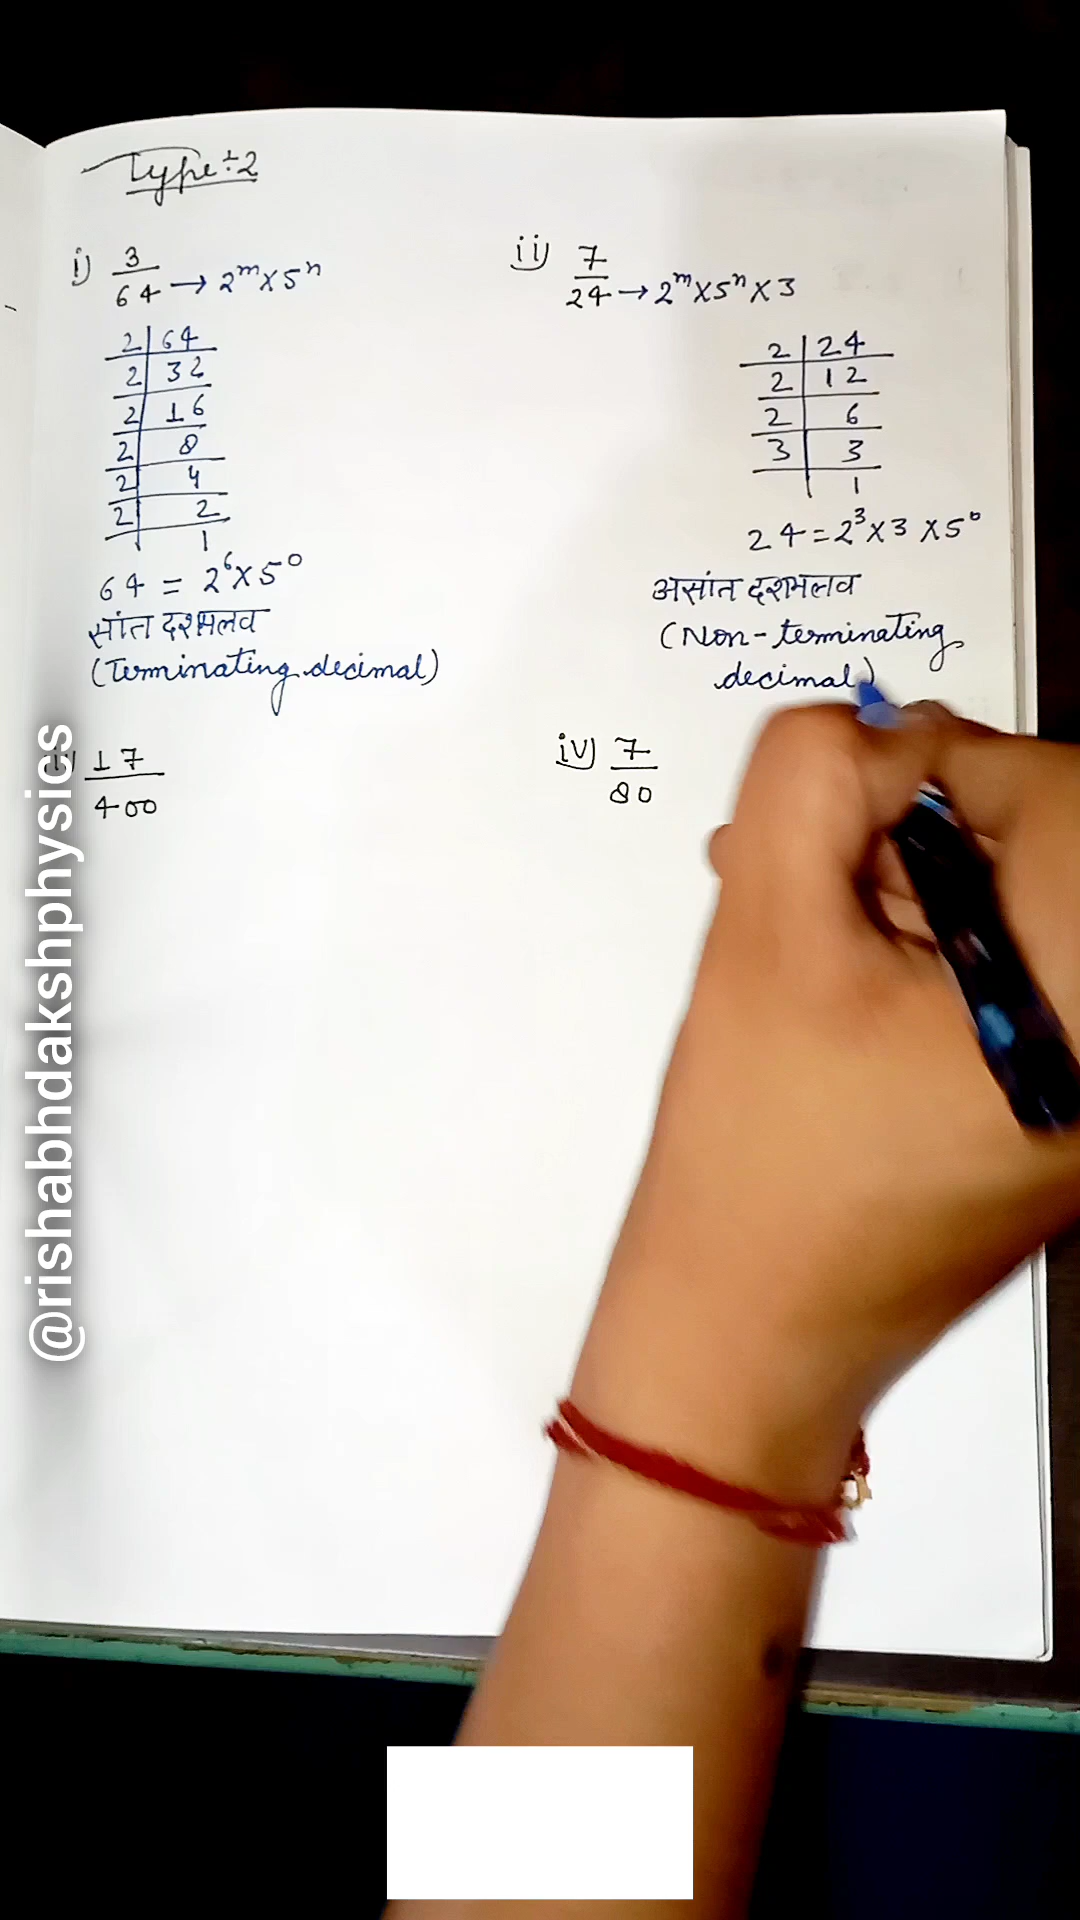 Type÷2
i) 3/64 → 2^m×5^n
2|64
2|32
2|16
2|8
2|4
2|2
1
64 = 2^6×5^0
सांत दशमलव
(Terminating decimal)
ii) 7/24 → 2^m×5^n×3
2|24
2|12
2|6
3|3
1
24=2^3×3×5^0
असांत दशमलव
(Non-terminating
decimal)
17/400
iv) 7/80
@rishabhdakshphysics